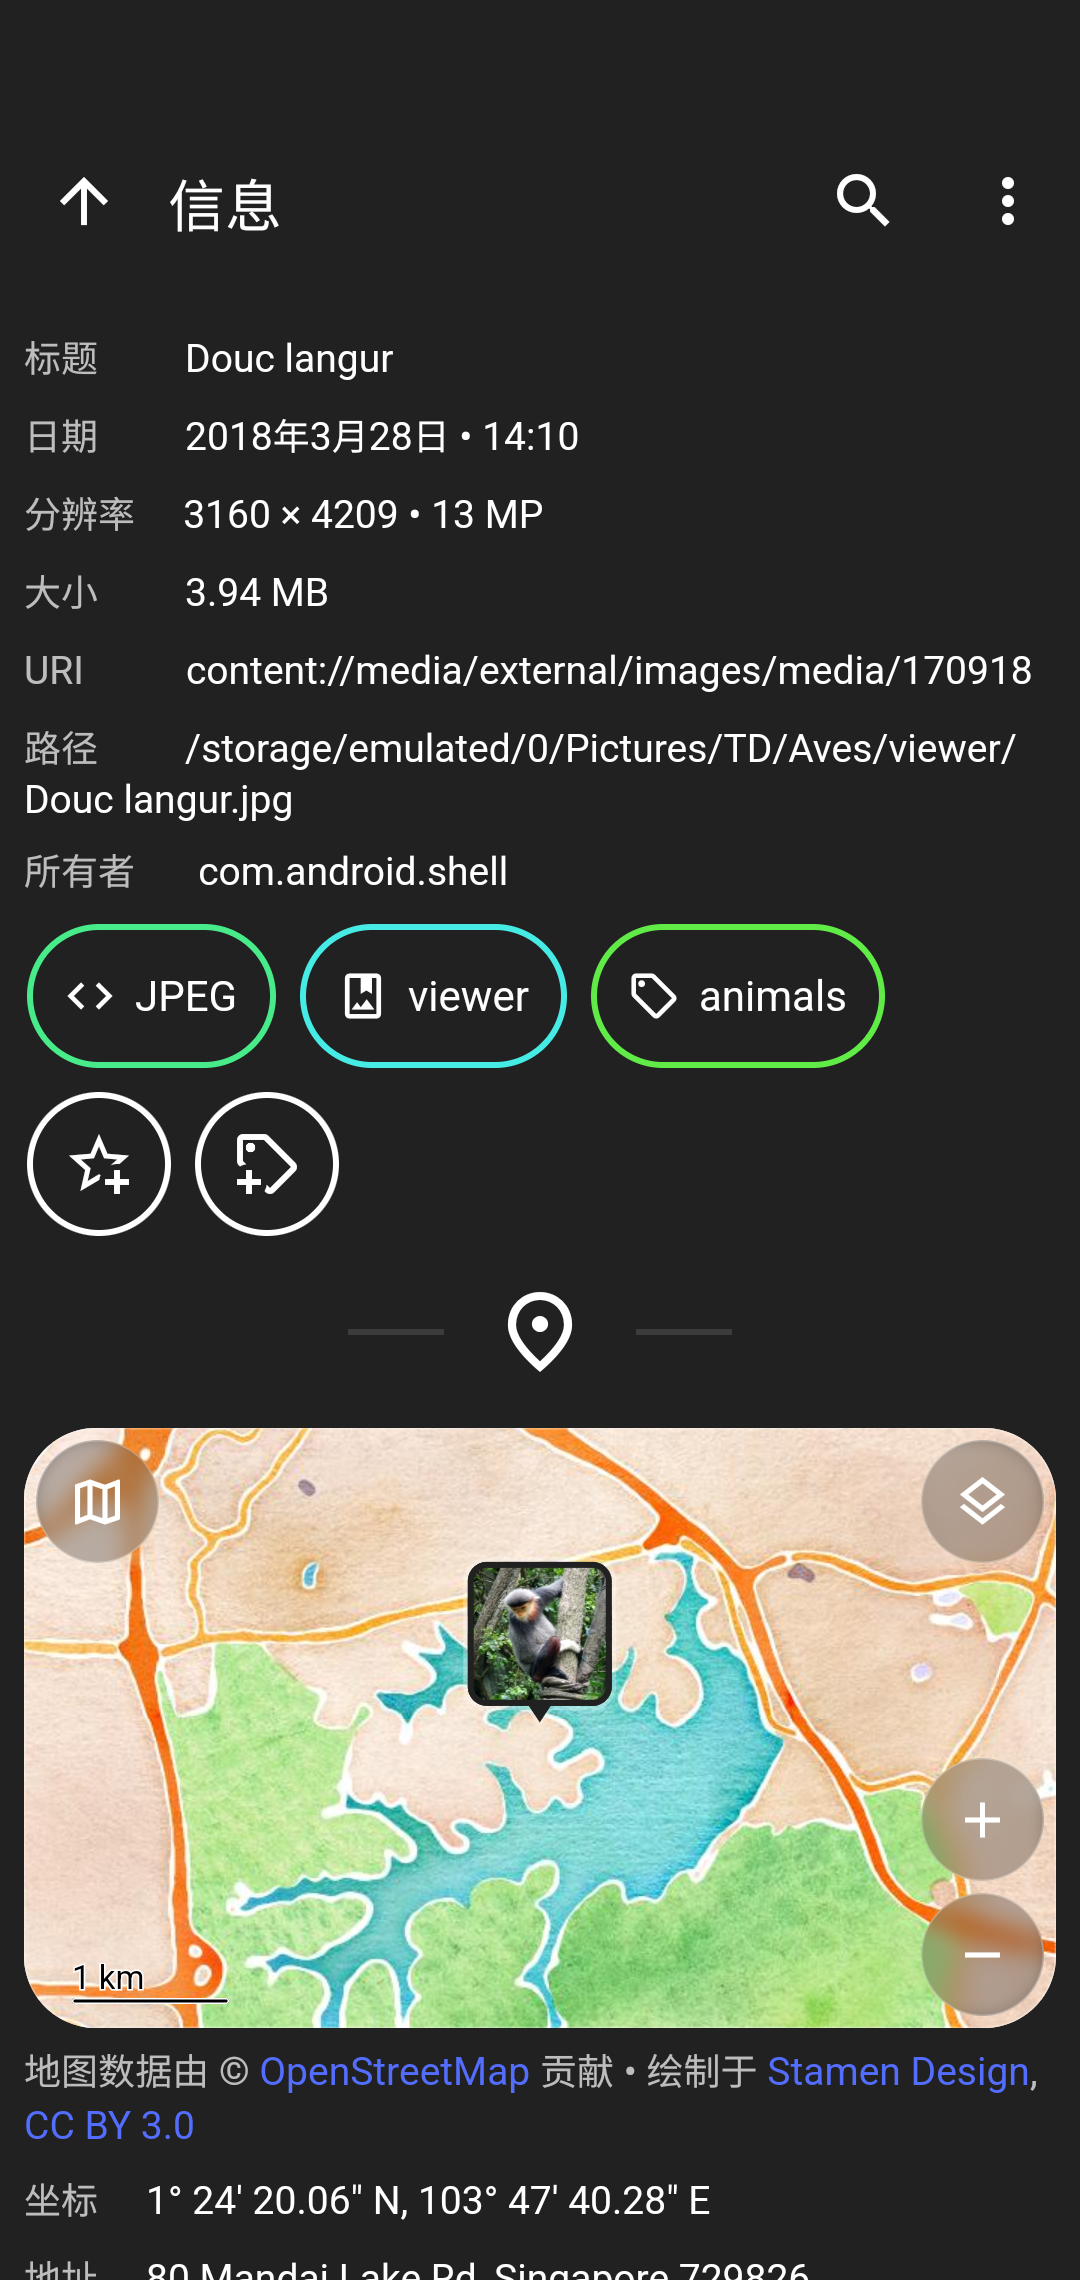 信息
标题 Douc langur
日期 2018年3月28日 • 14:10
分辨率 3160 × 4209 • 13 MP
大小 3.94 MB
URI content://media/external/images/media/170918
路径 /storage/emulated/0/Pictures/TD/Aves/viewer/
Douc langur.jpg
所有者 com.android.shell
JPEG viewer animals
1 km
地图数据由 © OpenStreetMap 贡献 • 绘制于 Stamen Design,
CC BY 3.0
坐标 1° 24' 20.06" N, 103° 47' 40.28" E
地址 80 Mandai Lake Rd, Singapore 729826